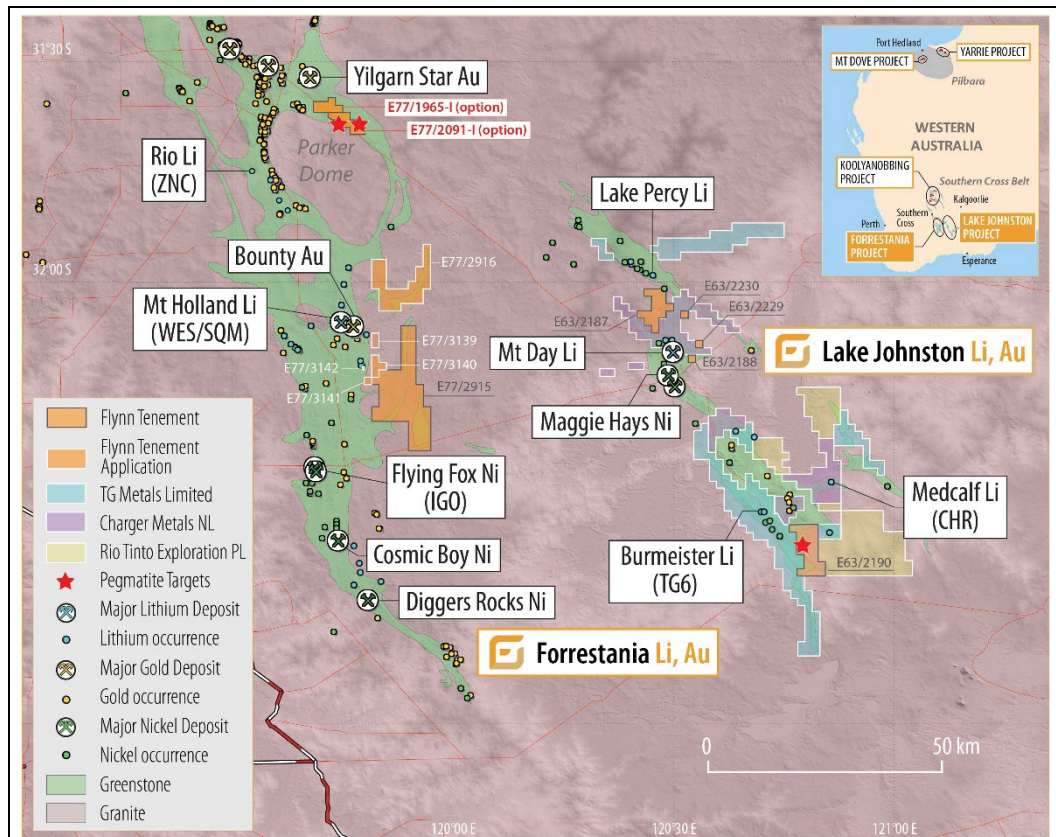 31°30' S
Yilgarn Star Au
E77/1965-I (option)
E77/2091-I (option)
Parker
Dome
Rio Li
(ZNC)
Lake Percy Li
32°00' S
Bounty Au
E77/2916
E63/2230
E63/2229
E63/2187
Mt Holland Li
(WES/SQM)
E77/3139
E77/3142
E77/3140
E77/3141
E77/2915
Mt Day Li
E63/2188
Lake Johnston Li, Au
Maggie Hays Ni
Flying Fox Ni
(IGO)
Medcalf Li
(CHR)
Cosmic Boy Ni
Burmeister Li
(TG6)
E63/2190
Diggers Rocks Ni
Forrestania Li, Au
Flynn Tenement
Flynn Tenement
Application
TG Metals Limited
Charger Metals NL
Rio Tinto Exploration PL
Pegmatite Targets
Major Lithium Deposit
Lithium occurrence
Major Gold Deposit
Gold occurrence
Major Nickel Deposit
Nickel occurrence
Greenstone
Granite
0 50 km
120°00'E
120°30'E
121°00'E
Port Hedland
YARRIE PROJECT
MT DOVE PROJECT
Pilbara
WESTERN
AUSTRALIA
KOOLYANOBBING
PROJECT
Southern Cross Belt
Kalgoorlie
Southern
Cross
Perth
LAKE JOHNSTON
PROJECT
FORRESTANIA
PROJECT
Esperance